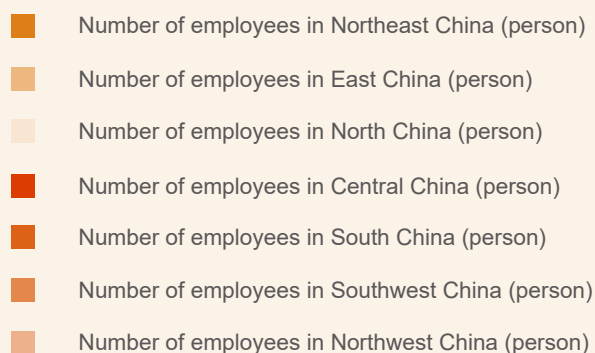 Number of employees in Northeast China (person)
Number of employees in East China (person)
Number of employees in North China (person)
Number of employees in Central China (person)
Number of employees in South China (person)
Number of employees in Southwest China (person)
Number of employees in Northwest China (person)